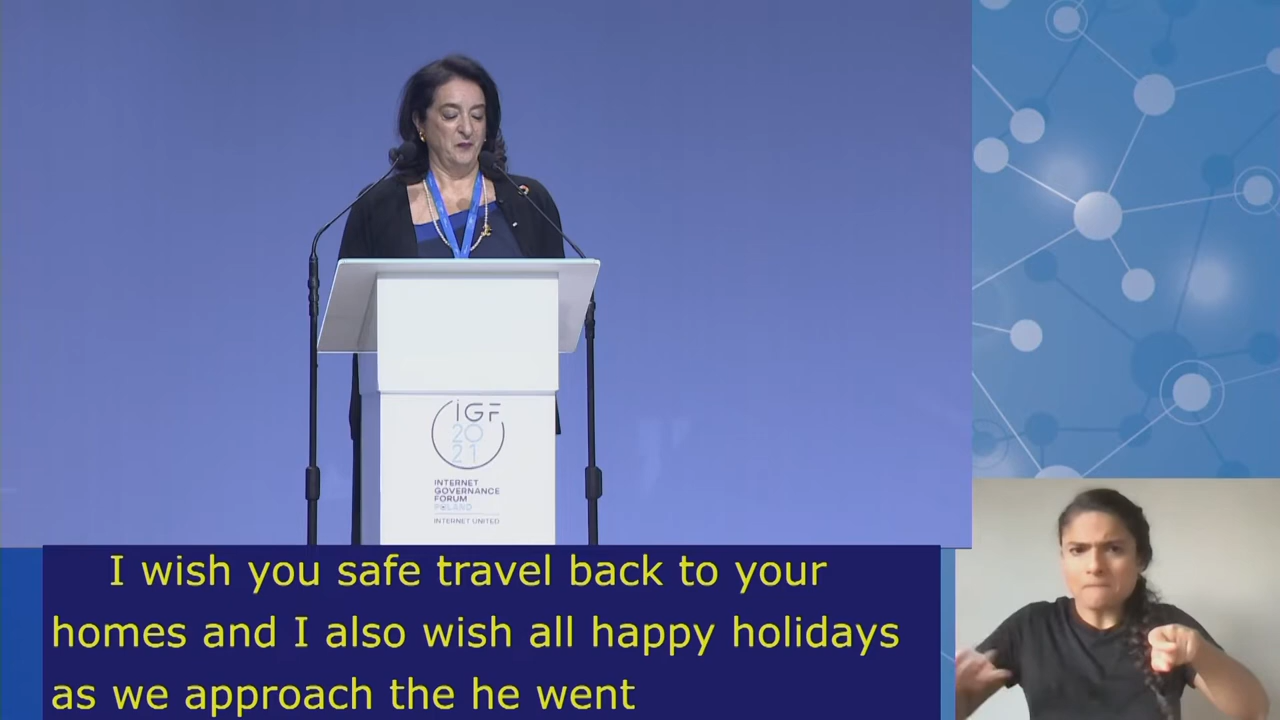 IGF
20
21
INTERNET
GOVERNANCE
FORUM
POLAND
INTERNET UNITED
I wish you safe travel back to your
homes and I also wish all happy holidays
as we approach the he went